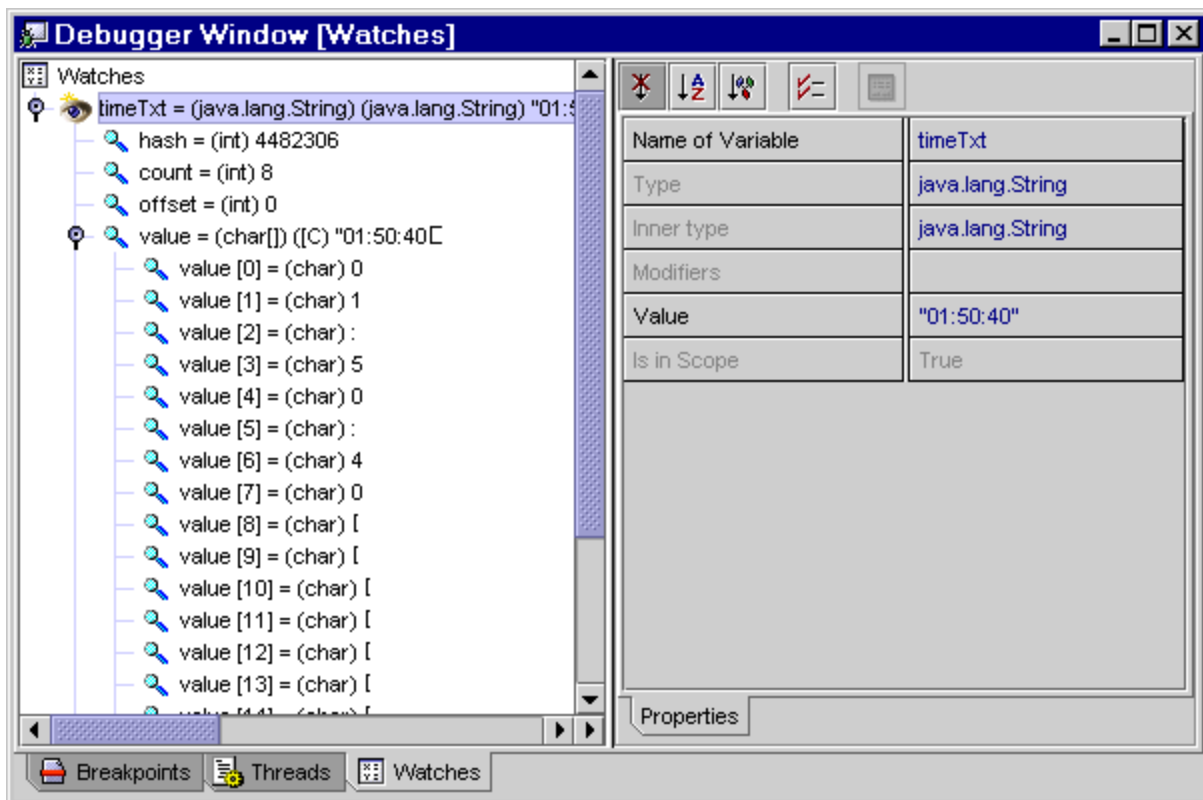 Debugger Window [Watches]
Watches
timeTxt = (java.lang.String) (java.lang.String) "01:5
hash = (int) 4482306
count = (int) 8
offset = (int) 0
value = (char[]) ([C) "01:50:40
value [0] = (char) 0
value [1] = (char) 1
value [2] = (char) :
value [3] = (char) 5
value [4] = (char) 0
value [5] = (char) :
value [6] = (char) 4
value [7] = (char) 0
value [8] = (char) [
value [9] = (char) [
value [10] = (char) [
value [11] = (char) [
value [12] = (char) [
value [13] = (char) [
value [14] = (char) [
Name of Variable timeTxt
Type java.lang.String
Inner type java.lang.String
Modifiers
Value "01:50:40"
Is in Scope True
Properties
Breakpoints Threads Watches